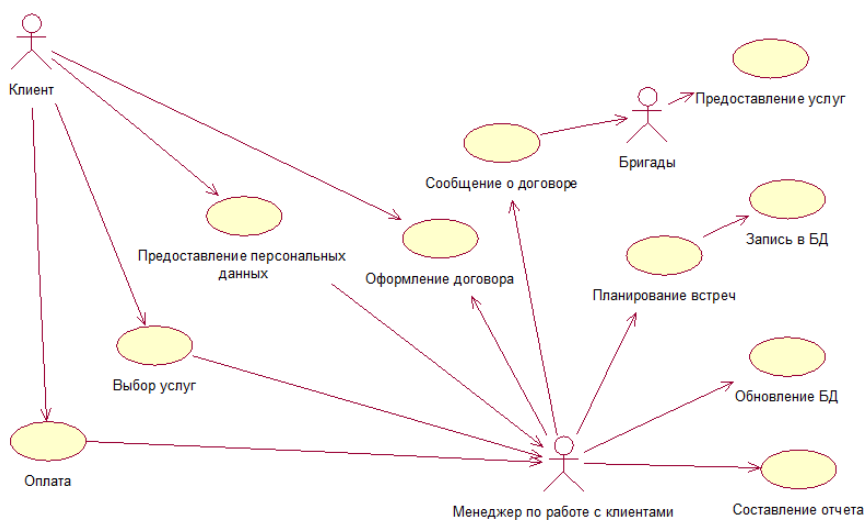 Клиент
Предоставление услуг
Бригады
Сообщение о договоре
Запись в БД
Предоставление персональных
данных
Оформление договора
Планирование встреч
Выбор услуг
Обновление БД
Оплата
Менеджер по работе с клиентами
Составление отчета